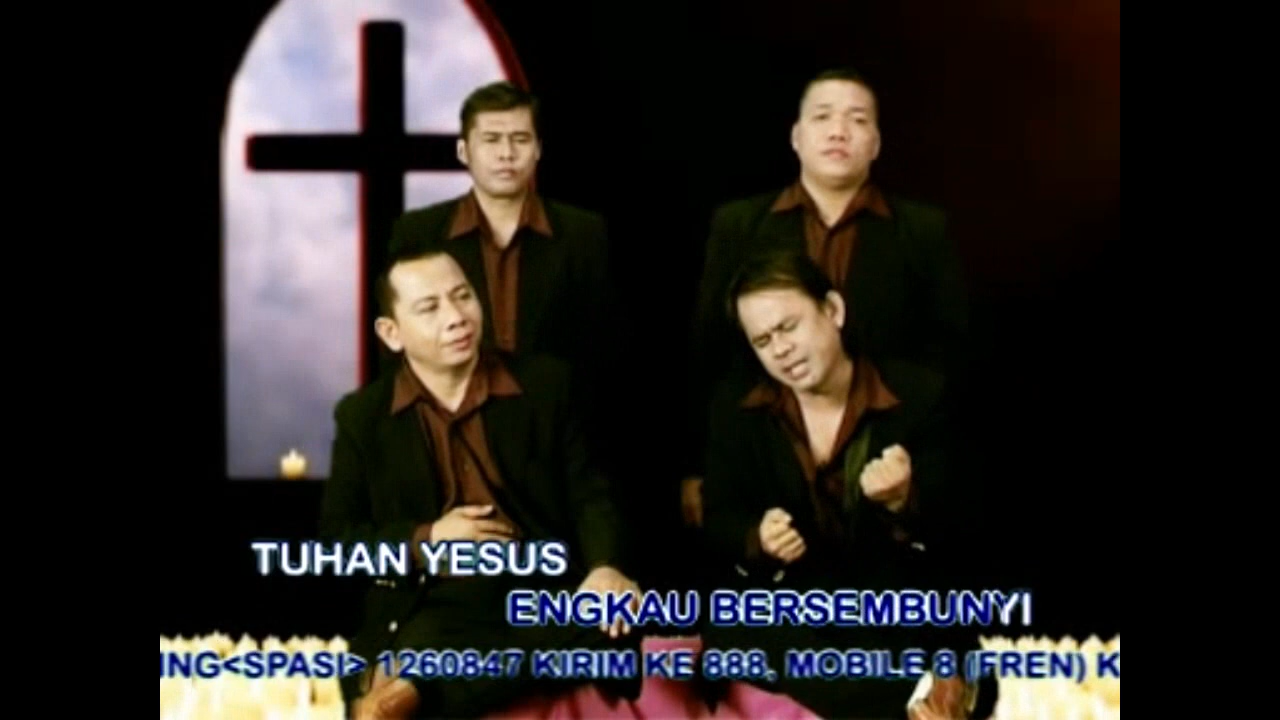 TUHAN YESUS
ENGKAU BERSEMBUNYI
ING<SPASI> 1260847 KIRIM KE 888, MOBILE 8 (FREN) K